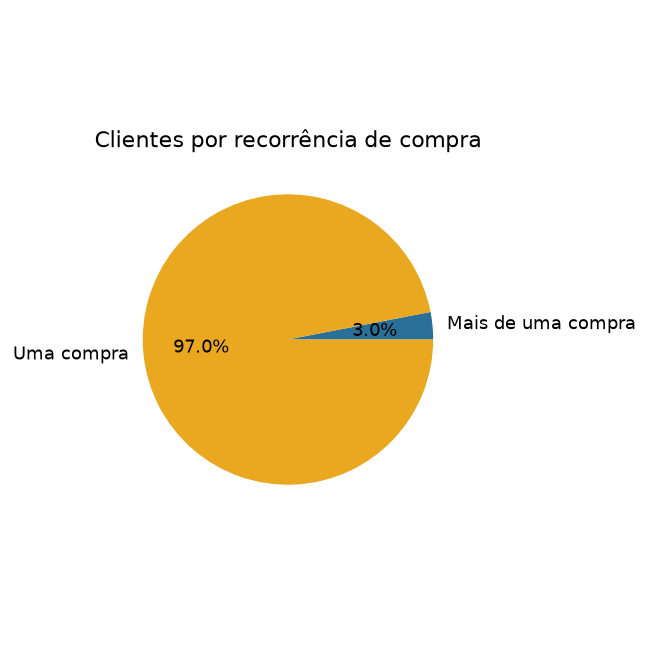 Clientes por recorrência de compra
3.0%
Mais de uma compra
97.0%
Uma compra